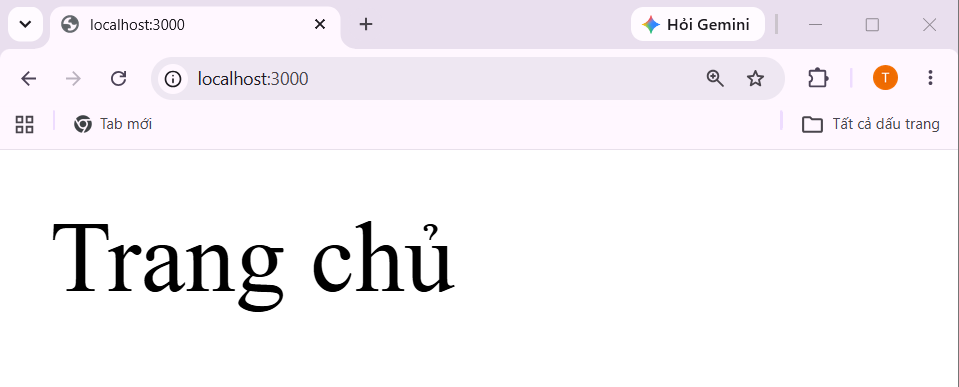 localhost:3000
Hỏi Gemini
localhost:3000
T
Tab mới
Tất cả dấu trang
Trang chủ